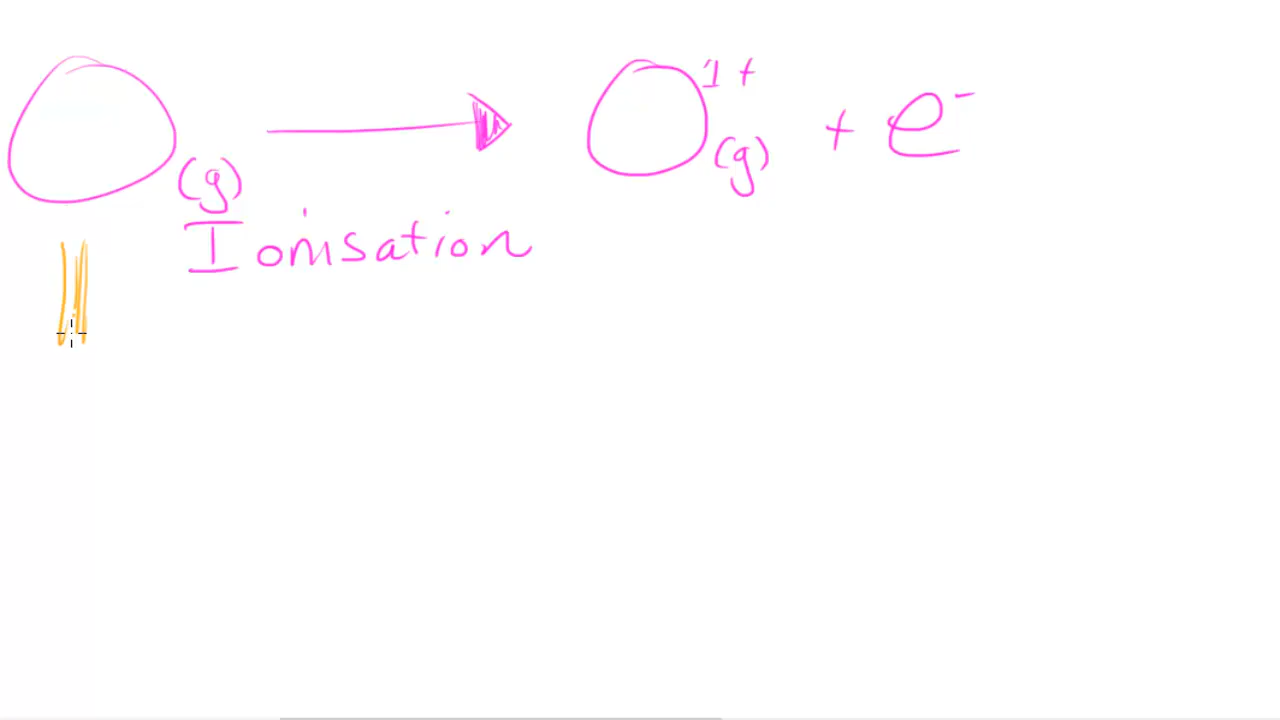 O(g) → O1+(g) + e-
Ionisation